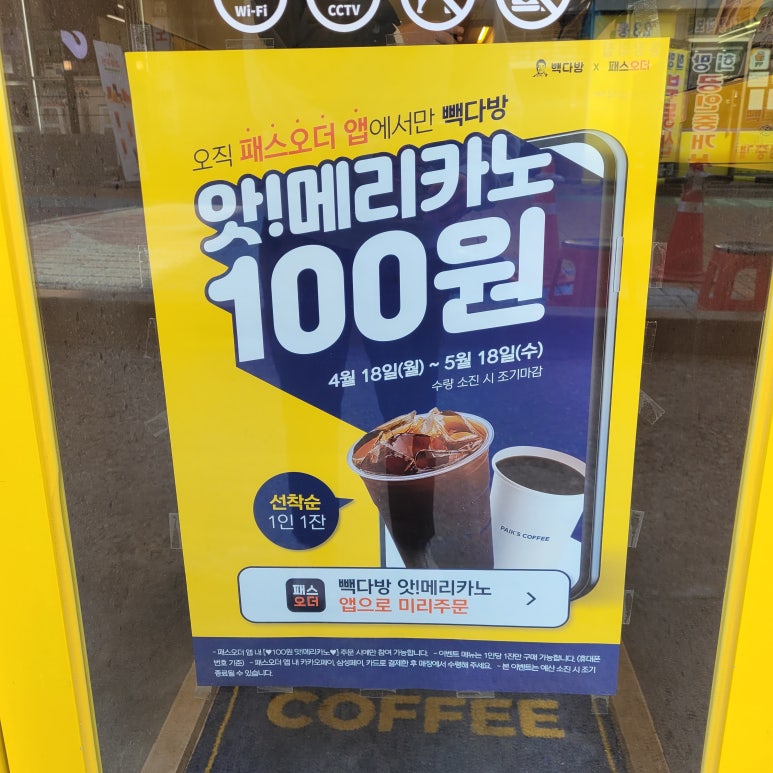 Wi-Fi
CCTV
빽다방 x 패스오더
오직 패스오더 앱에서만 빽다방
앗!메리카노
100원
4월 18일(월) ~ 5월 18일(수)
수량 소진 시 조기마감
선착순
1인 1잔
PAIK'S COFFEE
패스
오더
빽다방 앗!메리카노
앱으로 미리주문
- 패스오더 앱 내 [♥100원 앗!메리카노♥] 주문 시에만 참여 가능합니다. - 이벤트 메뉴는 1인당 1잔만 구매 가능합니다. (휴대폰
번호 기준) - 패스오더 앱 내 카카오페이, 삼성페이, 카드로 결제한 후 매장에서 수령해 주세요. - 본 이벤트는 예산 소진 시 조기
종료될 수 있습니다.
COFFEE